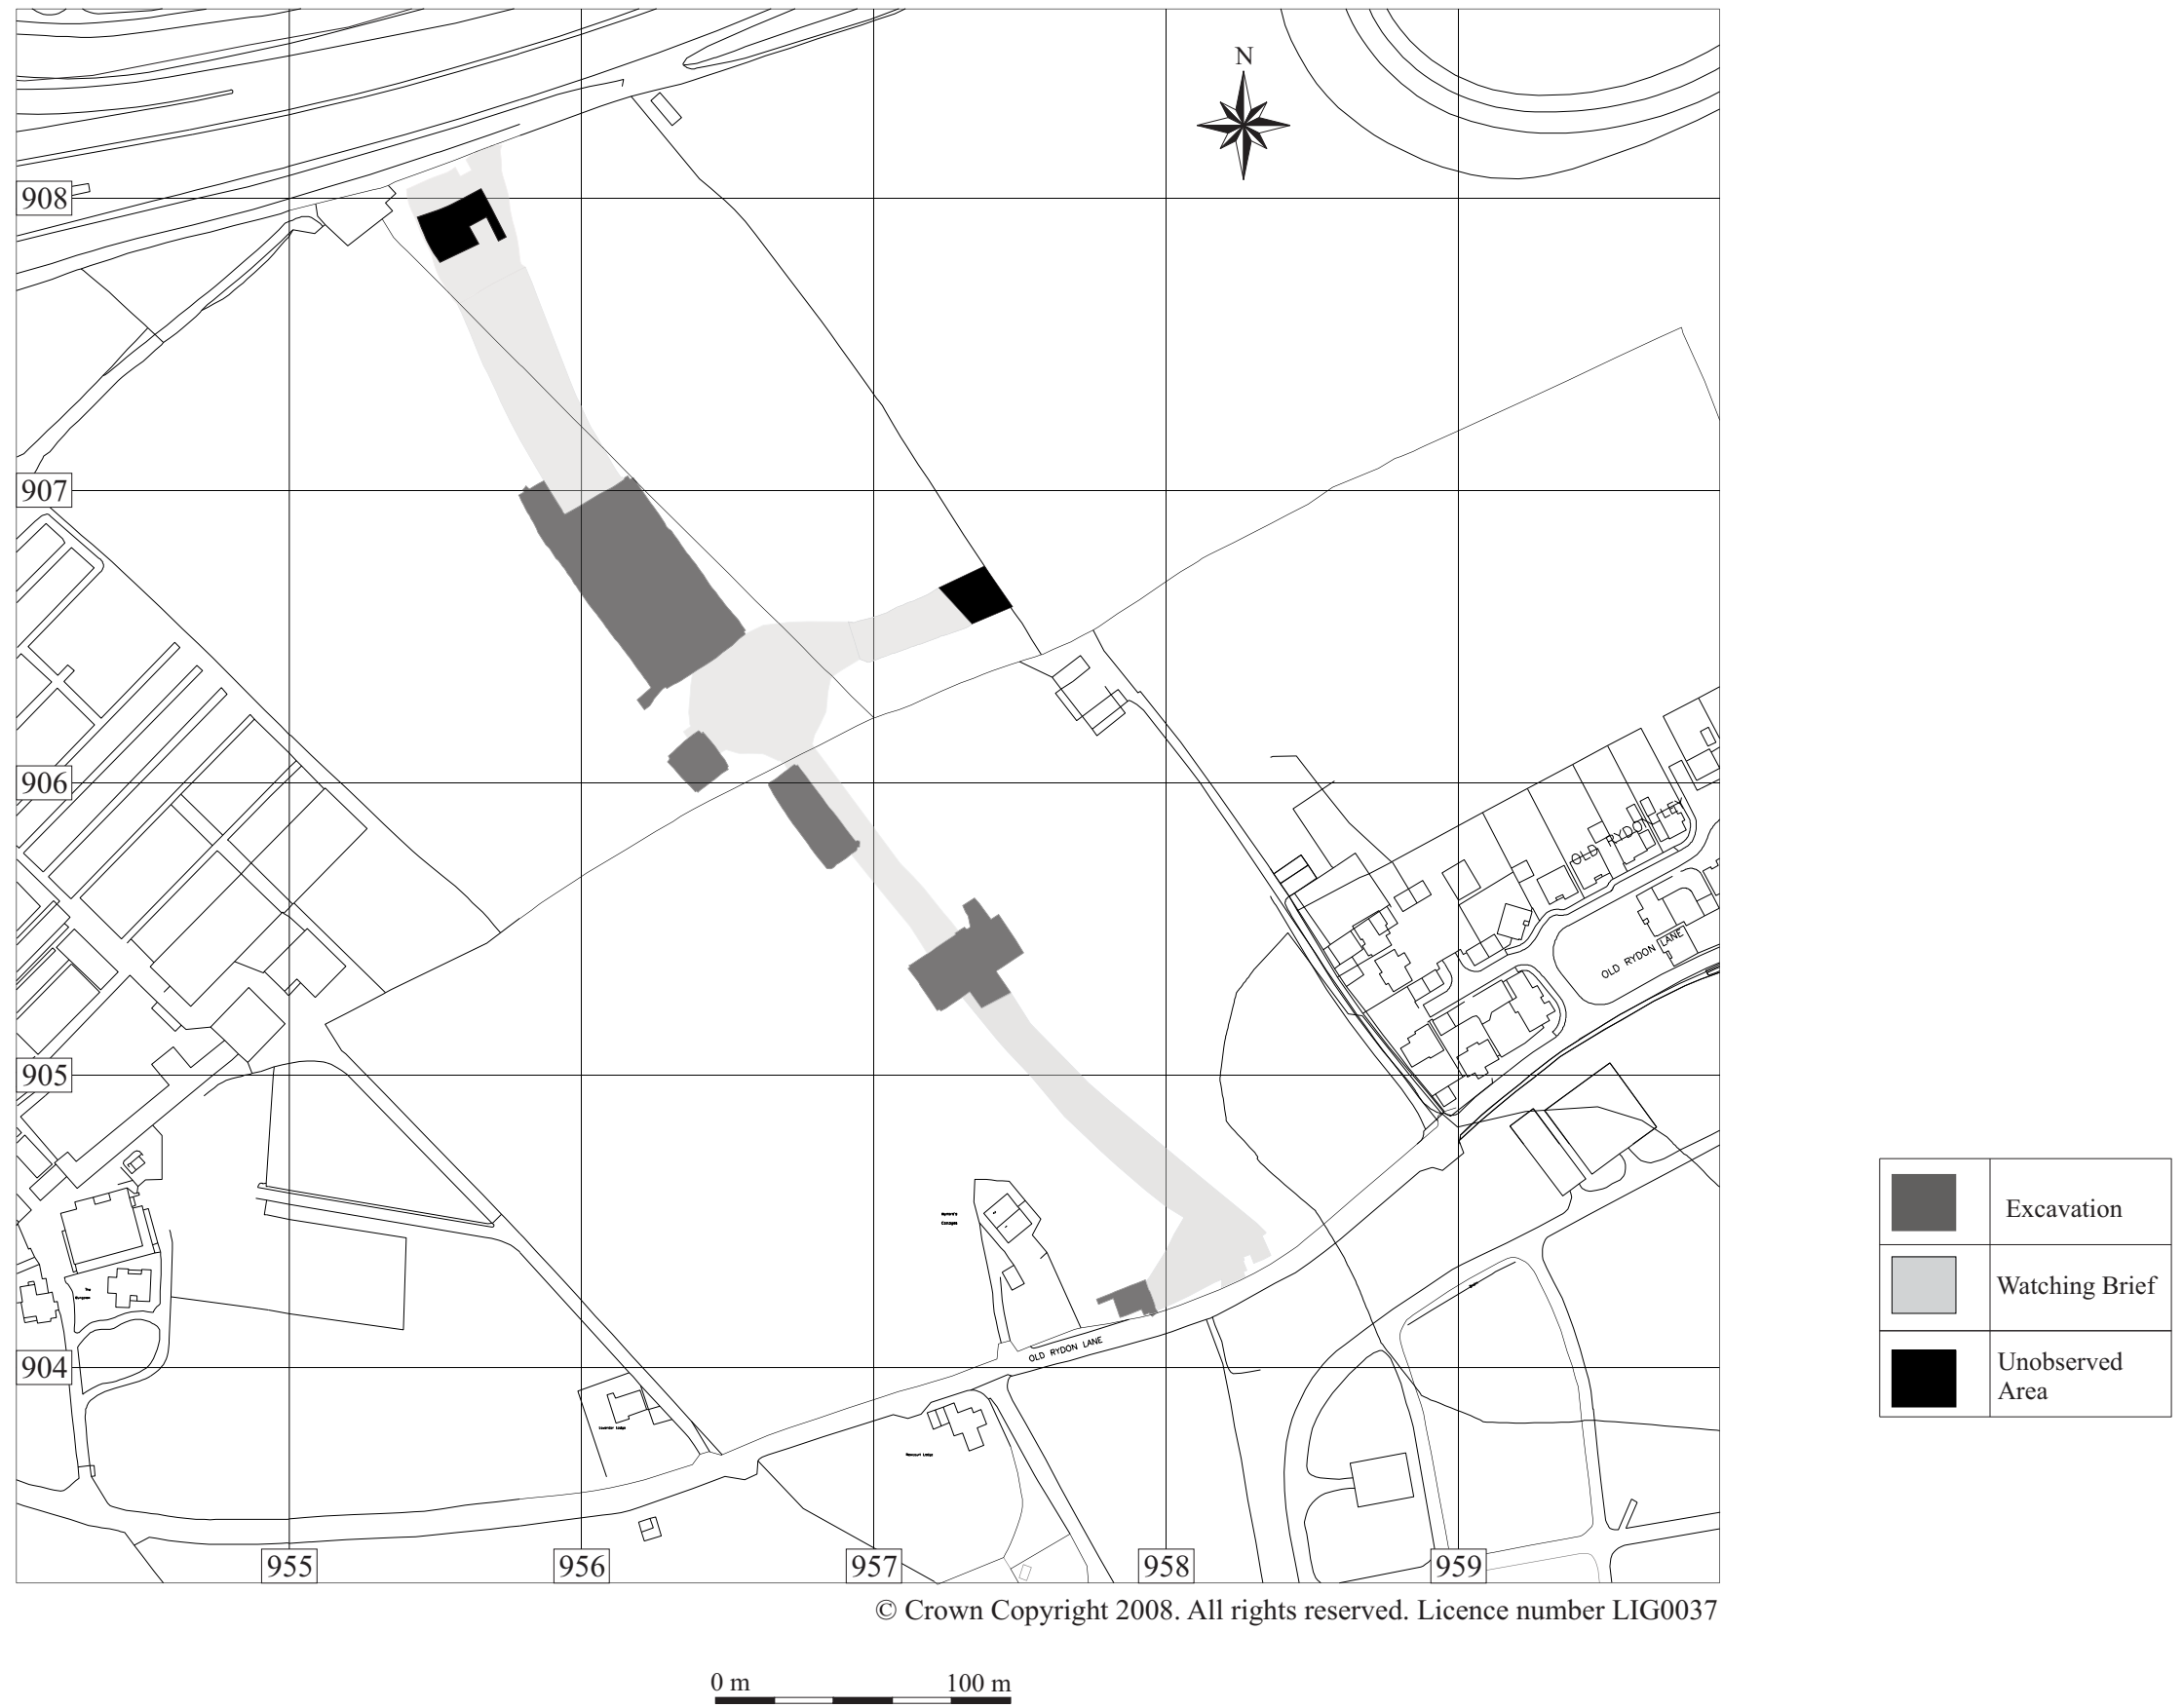 N
908
907
906
905
904
955
956
957
958
959
OLD RYDON LEY
OLD RYDON LANE
OLD RYDON LANE
Excavation
Watching Brief
Unobserved
Area
© Crown Copyright 2008. All rights reserved. Licence number LIG0037
0 m
100 m